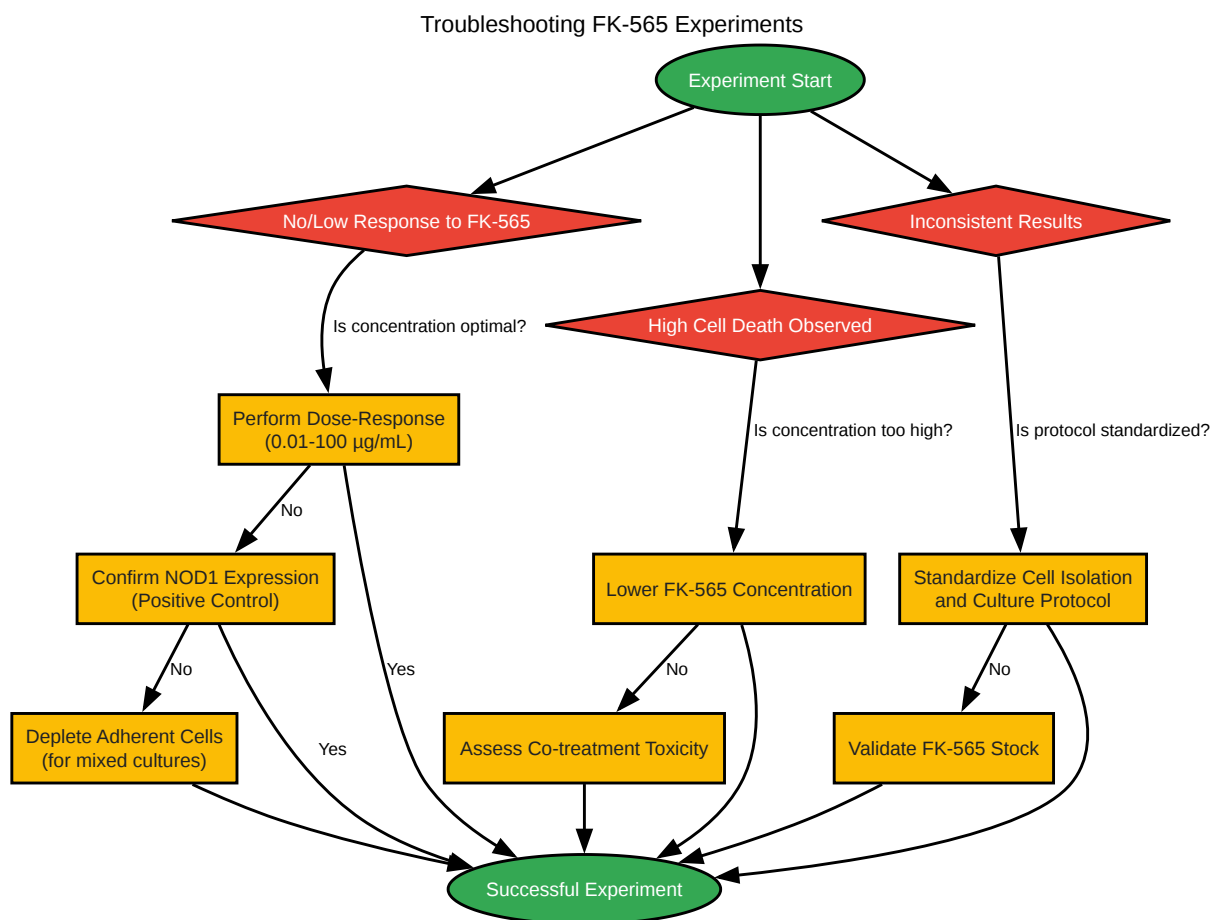 Troubleshooting FK-565 Experiments
Experiment Start
No/Low Response to FK-565
Inconsistent Results
High Cell Death Observed
Is concentration optimal?
Perform Dose-Response
(0.01-100 µg/mL)
Is concentration too high?
Is protocol standardized?
No
Confirm NOD1 Expression
(Positive Control)
Lower FK-565 Concentration
Standardize Cell Isolation
and Culture Protocol
No
Yes
No
No
Deplete Adherent Cells
(for mixed cultures)
Yes
Assess Co-treatment Toxicity
Validate FK-565 Stock
Successful Experiment